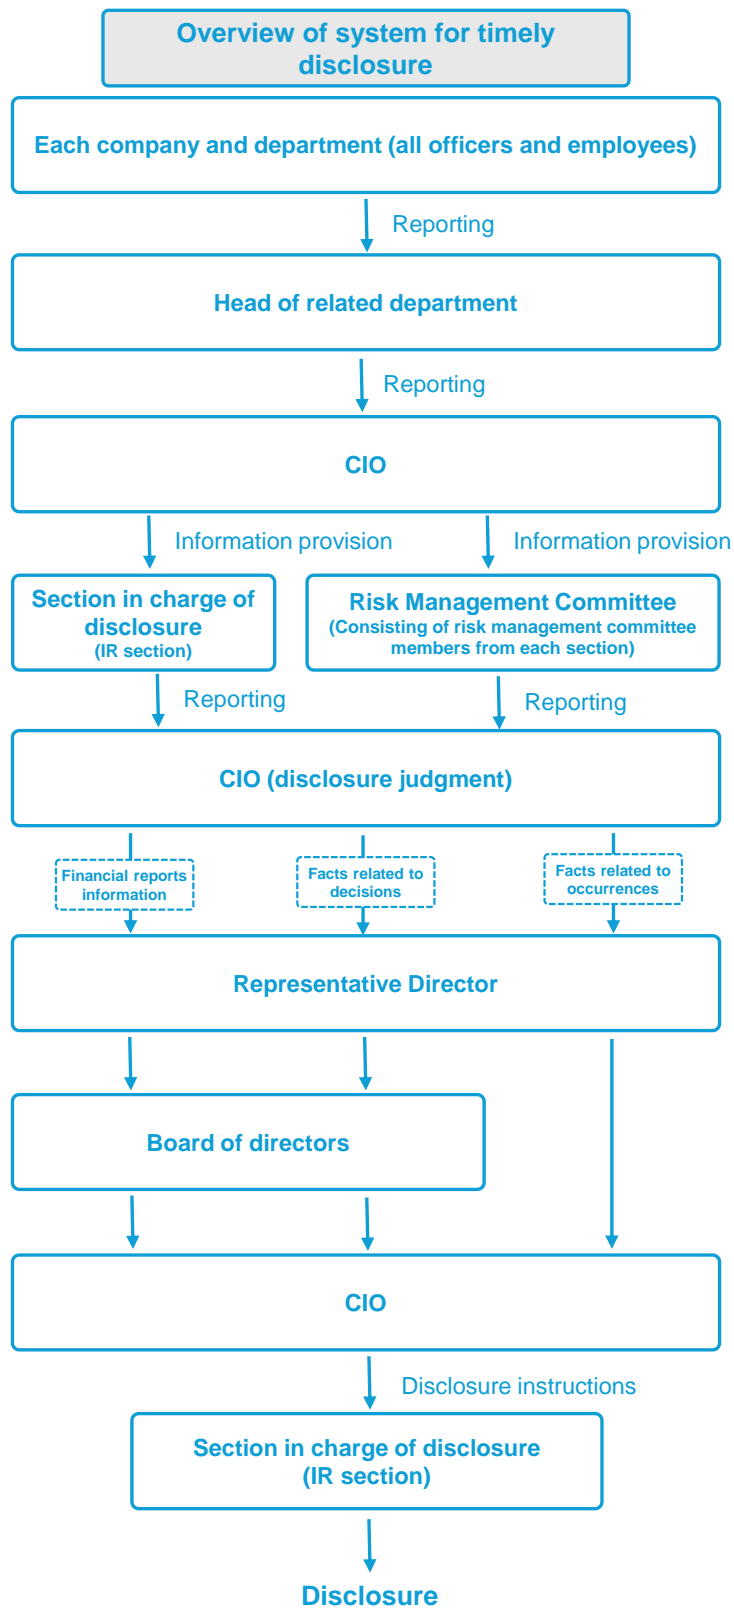 Overview of system for timely
disclosure
Each company and department (all officers and employees)
Reporting
Head of related department
Reporting
CIO
Information provision
Information provision
Section in charge of
disclosure
(IR section)
Risk Management Committee
(Consisting of risk management committee
members from each section)
Reporting
Reporting
CIO (disclosure judgment)
Financial reports
information
Facts related to
decisions
Facts related to
occurrences
Representative Director
Board of directors
CIO
Disclosure instructions
Section in charge of disclosure
(IR section)
Disclosure